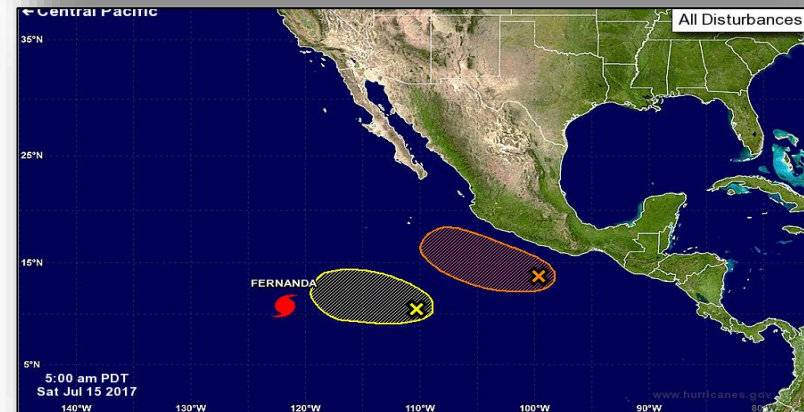 ← Central Pacific
All Disturbances
35°N
25°N
15°N
FERNANDA
5°N
5:00 am PDT
Sat Jul 15 2017
www.hurricanes.gov
140°W
130°W
120°W
110°W
100°W
90°W
80°W